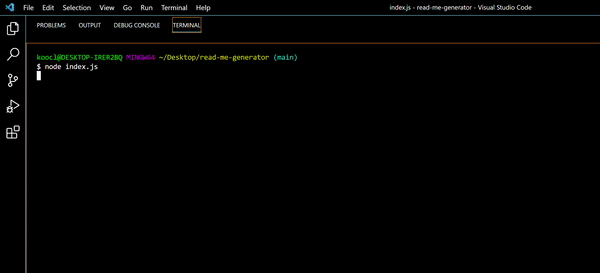 File Edit Selection View Go Run Terminal Help index.js - read-me-generator - Visual Studio Code
PROBLEMS OUTPUT DEBUG CONSOLE TERMINAL
koocl@DESKTOP-IRER2BQ MINGW64 ~/Desktop/read-me-generator (main)
$ node index.js